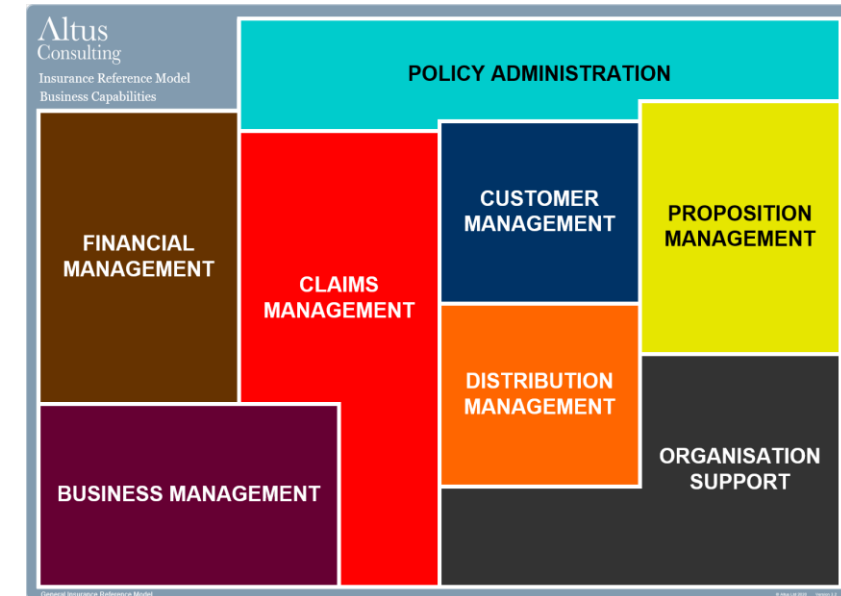 Altus
Consulting
Insurance Reference Model
Business Capabilities
POLICY ADMINISTRATION
FINANCIAL
MANAGEMENT
CLAIMS
MANAGEMENT
CUSTOMER
MANAGEMENT
PROPOSITION
MANAGEMENT
DISTRIBUTION
MANAGEMENT
BUSINESS MANAGEMENT
ORGANISATION
SUPPORT
General Insurance Reference Model